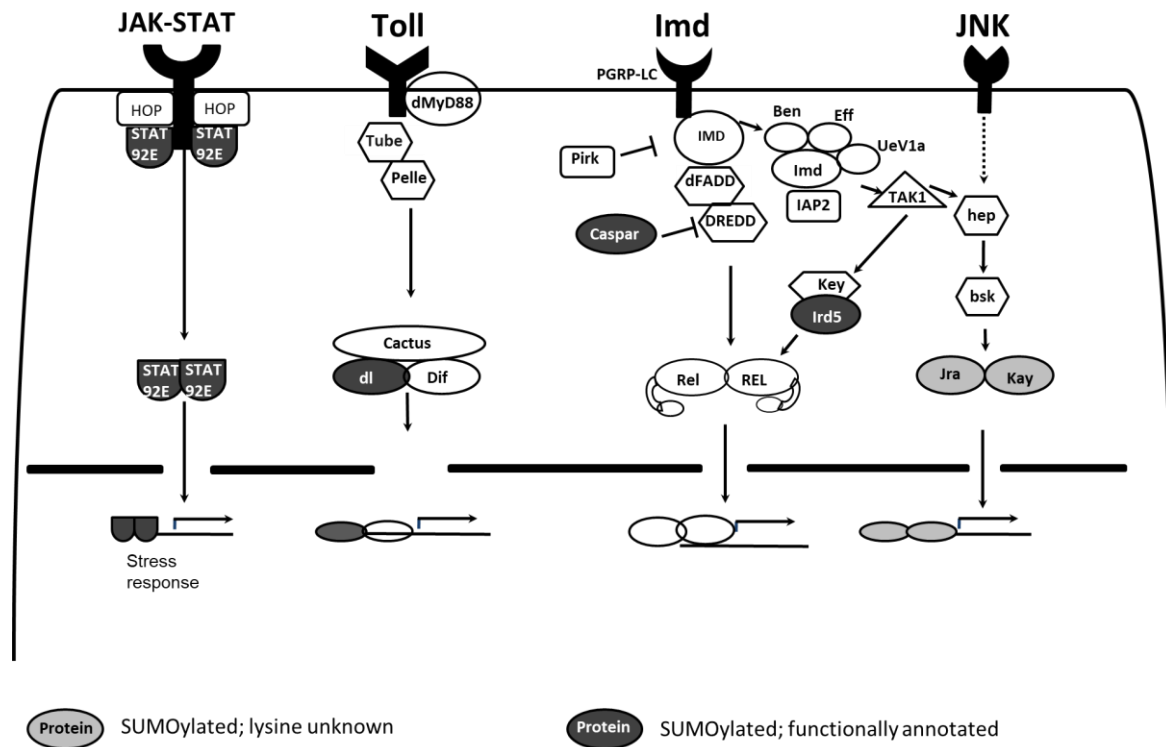 JAK-STAT
Toll
Imd
JNK
PGRP-LC
HOP
HOP
STAT
92E
STAT
92E
dMyD88
Tube
Pelle
Pirk
IMD
dFADD
DREDD
Caspar
Ben
Eff
UeV1a
Imd
IAP2
TAK1
hep
bsk
Key
Ird5
STAT
92E
STAT
92E
Cactus
dl
Dif
Rel
REL
Jra
Kay
Stress
response
Protein
SUMOylated; lysine unknown
Protein
SUMOylated; functionally annotated